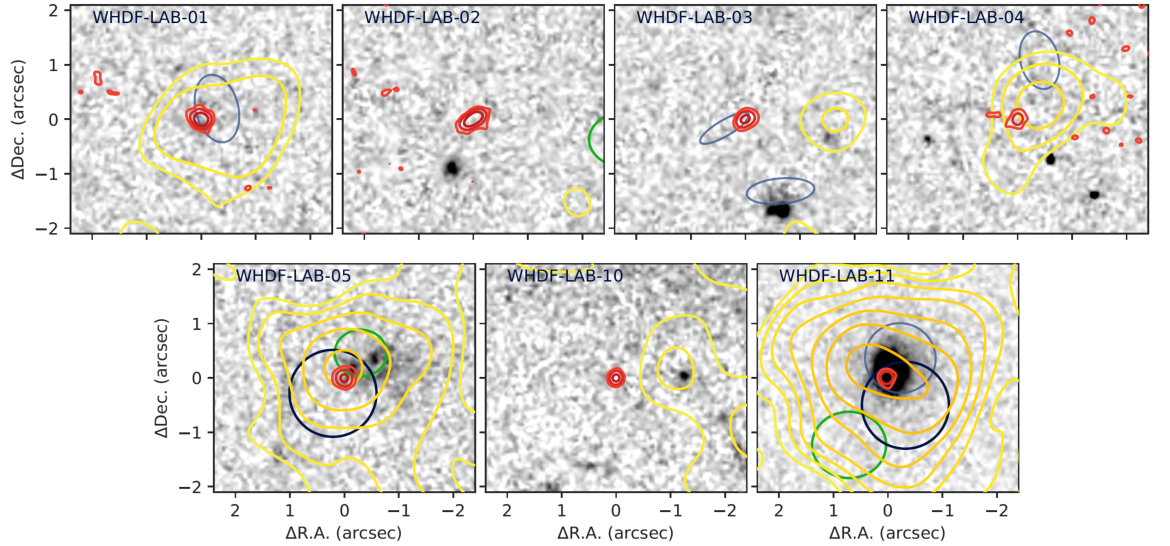 WHDF-LAB-01 WHDF-LAB-02 WHDF-LAB-03 WHDF-LAB-04
2
1
0
−1
−2
ΔDec. (arcsec)
WHDF-LAB-05 WHDF-LAB-10 WHDF-LAB-11
2
1
0
−1
−2
ΔDec. (arcsec)
2 1 0 −1 −2 2 1 0 −1 −2 2 1 0 −1 −2
ΔR.A. (arcsec) ΔR.A. (arcsec) ΔR.A. (arcsec)